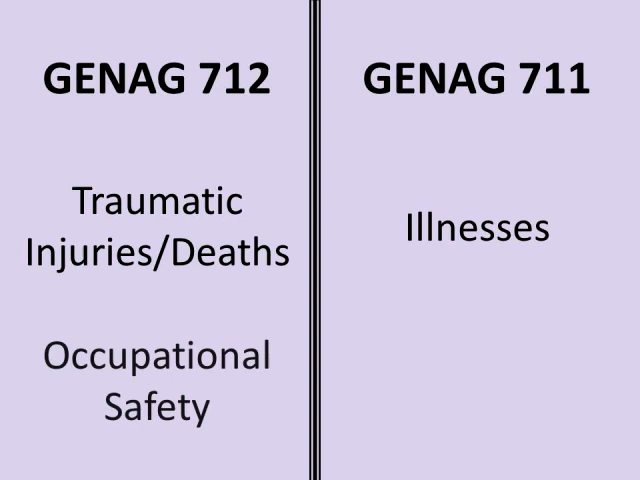 GENAG 712
Traumatic
Injuries/Deaths
Occupational
Safety
GENAG 711
Illnesses